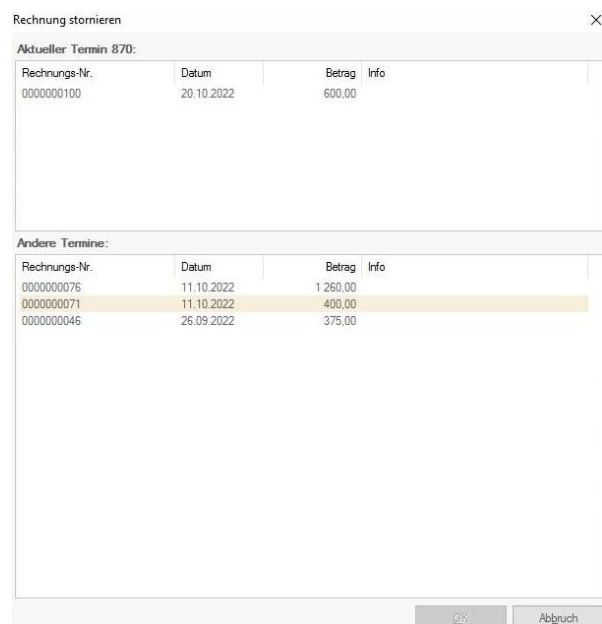 Rechnung stornieren
Aktueller Termin 870:
Rechnungs-Nr. Datum Betrag Info
0000000100 20.10.2022 600,00
Andere Termine:
Rechnungs-Nr. Datum Betrag Info
0000000076 11.10.2022 1 260,00
0000000071 11.10.2022 400,00
0000000046 26.09.2022 375,00
OK Abbruch